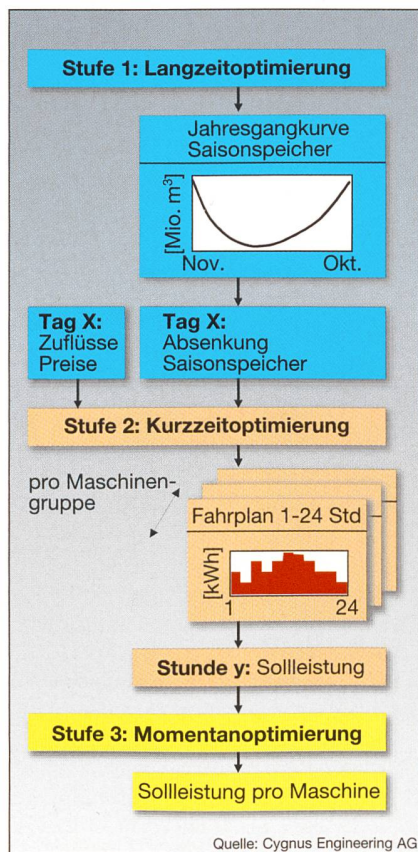 Stufe 1: Langzeitoptimierung
Jahresgangkurve
Saisonspeicher
[Mio. m³]
Nov.
Okt.
Tag X:
Zuflüsse
Preise
Tag X:
Absenkung
Saisonspeicher
Stufe 2: Kurzzeitoptimierung
pro Maschinen-
gruppe
Fahrplan 1-24 Std
[kWh]
1
24
Stunde y: Sollleistung
Stufe 3: Momentanoptimierung
Sollleistung pro Maschine
Quelle: Cygnus Engineering AG